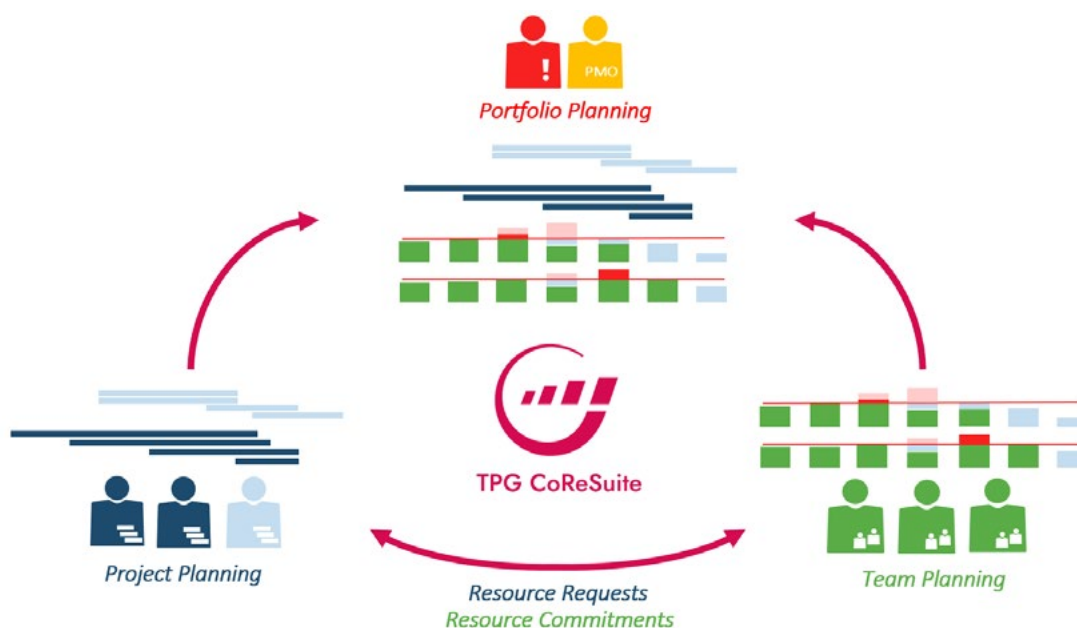 !
PMO
Portfolio Planning
TPG CoReSuite
Project Planning
Team Planning
Resource Requests
Resource Commitments